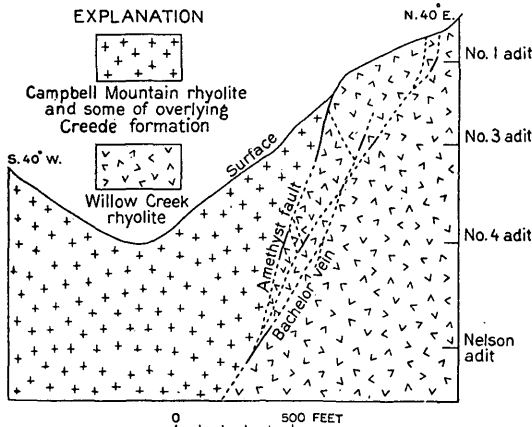 EXPLANATION
Campbell Mountain rhyolite
and some of overlying
Creede formation
Willow Creek
rhyolite
S. 40° W.
N. 40° E.
Surface
Amethyst fault
Bachelor vein
No. 1 adit
No. 3 adit
No. 4 adit
Nelson
adit
0 500 FEET